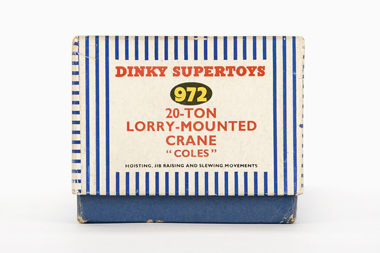 DINKY SUPERTOYS
972
20-TON
LORRY-MOUNTED
CRANE
"COLES"
HOISTING, JIB RAISING AND SLEWING MOVEMENTS